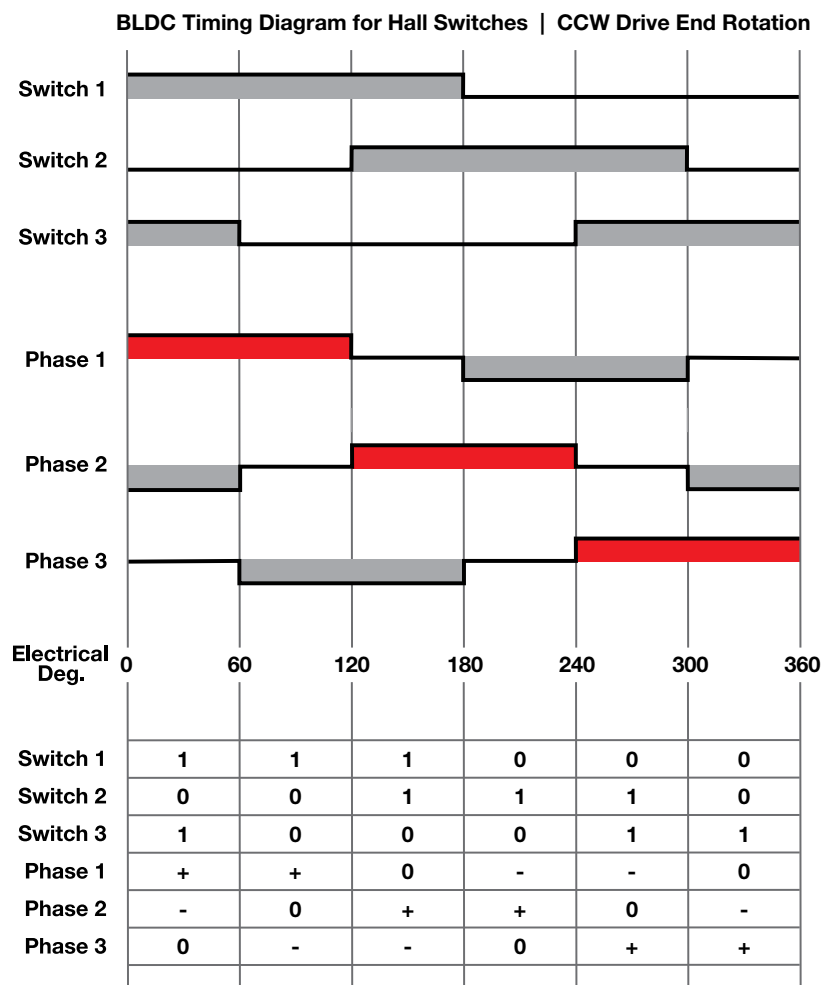 BLDC Timing Diagram for Hall Switches | CCW Drive End Rotation
Switch 1
Switch 2
Switch 3
Phase 1
Phase 2
Phase 3
Electrical
Deg.
0 60 120 180 240 300 360
Switch 1 1 1 1 0 0 0
Switch 2 0 0 1 1 1 0
Switch 3 1 0 0 0 1 1
Phase 1 + + 0 - - 0
Phase 2 - 0 + + 0 -
Phase 3 0 - - 0 + +